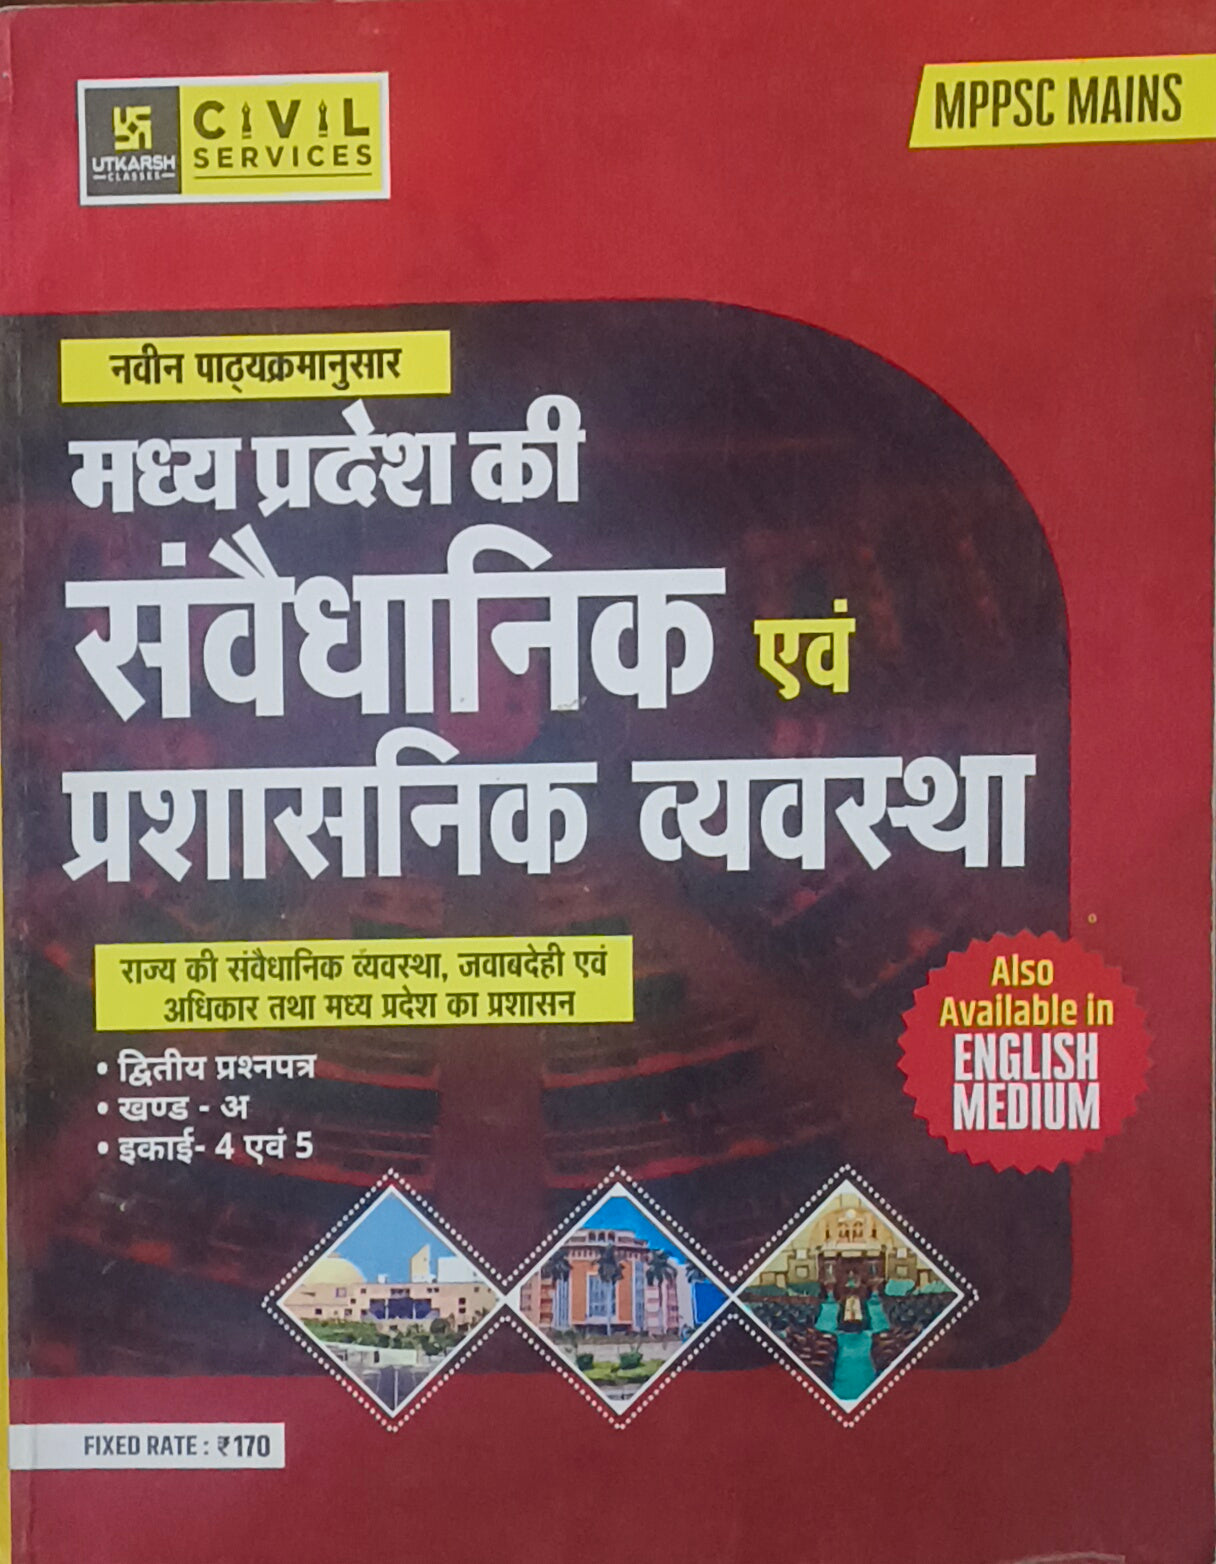 UTKARSH
CLASSES
CIVIL
SERVICES
MPPSC MAINS
नवीन पाठ्यक्रमानुसार
मध्य प्रदेश की
संवैधानिक एवं
प्रशासनिक व्यवस्था
राज्य की संवैधानिक व्यवस्था, जवाबदेही एवं
अधिकार तथा मध्य प्रदेश का प्रशासन
• द्वितीय प्रश्नपत्र
• खण्ड - अ
• इकाई- 4 एवं 5
Also
Available in
ENGLISH
MEDIUM
FIXED RATE : ₹170